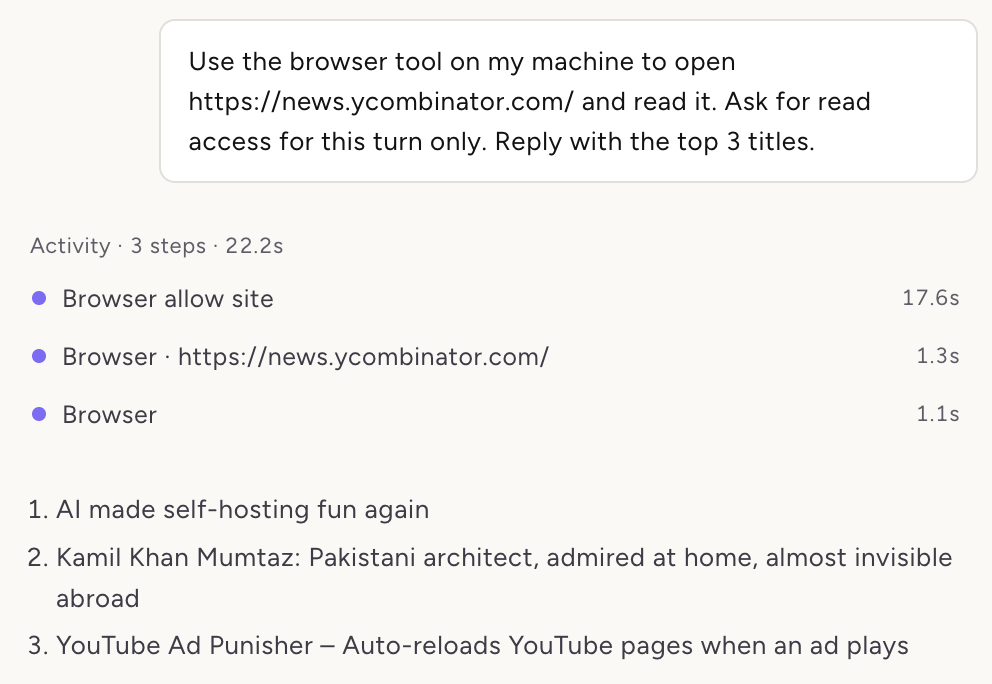 Use the browser tool on my machine to open
https://news.ycombinator.com/ and read it. Ask for read
access for this turn only. Reply with the top 3 titles.
Activity · 3 steps · 22.2s
Browser allow site 17.6s
Browser · https://news.ycombinator.com/ 1.3s
Browser 1.1s
1. AI made self-hosting fun again
2. Kamil Khan Mumtaz: Pakistani architect, admired at home, almost invisible
abroad
3. YouTube Ad Punisher – Auto-reloads YouTube pages when an ad plays